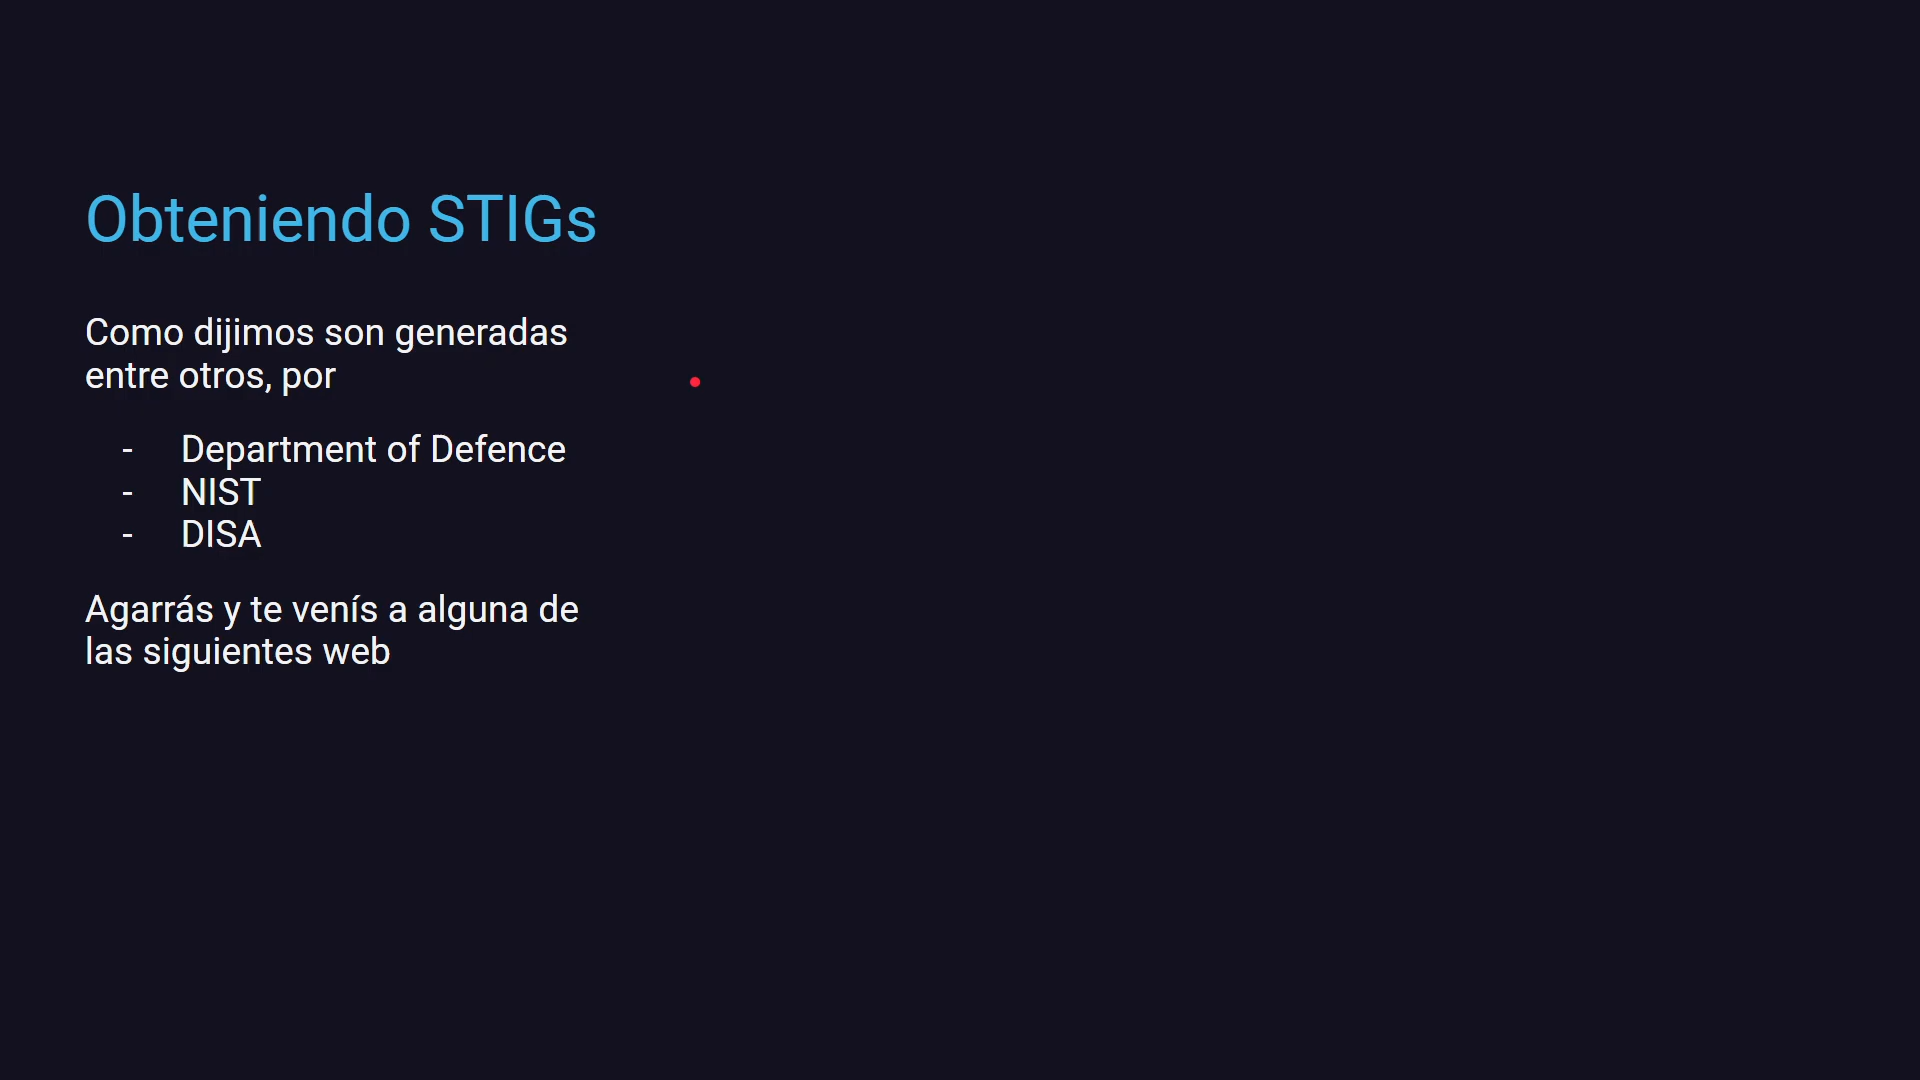 Obteniendo STIGs
Como dijimos son generadas
entre otros, por
- Department of Defence
- NIST
- DISA
Agarrás y te venís a alguna de
las siguientes web